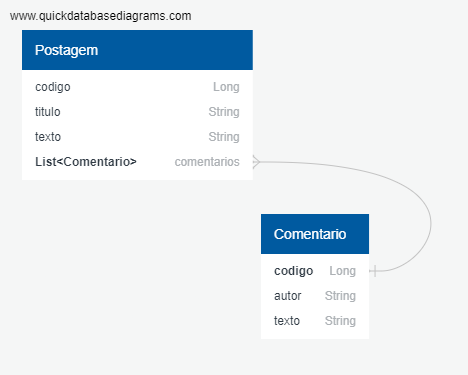 www.quickdatabasediagrams.com
Postagem
codigo Long
titulo String
texto String
List<Comentario> comentarios
Comentario
codigo Long
autor String
texto String